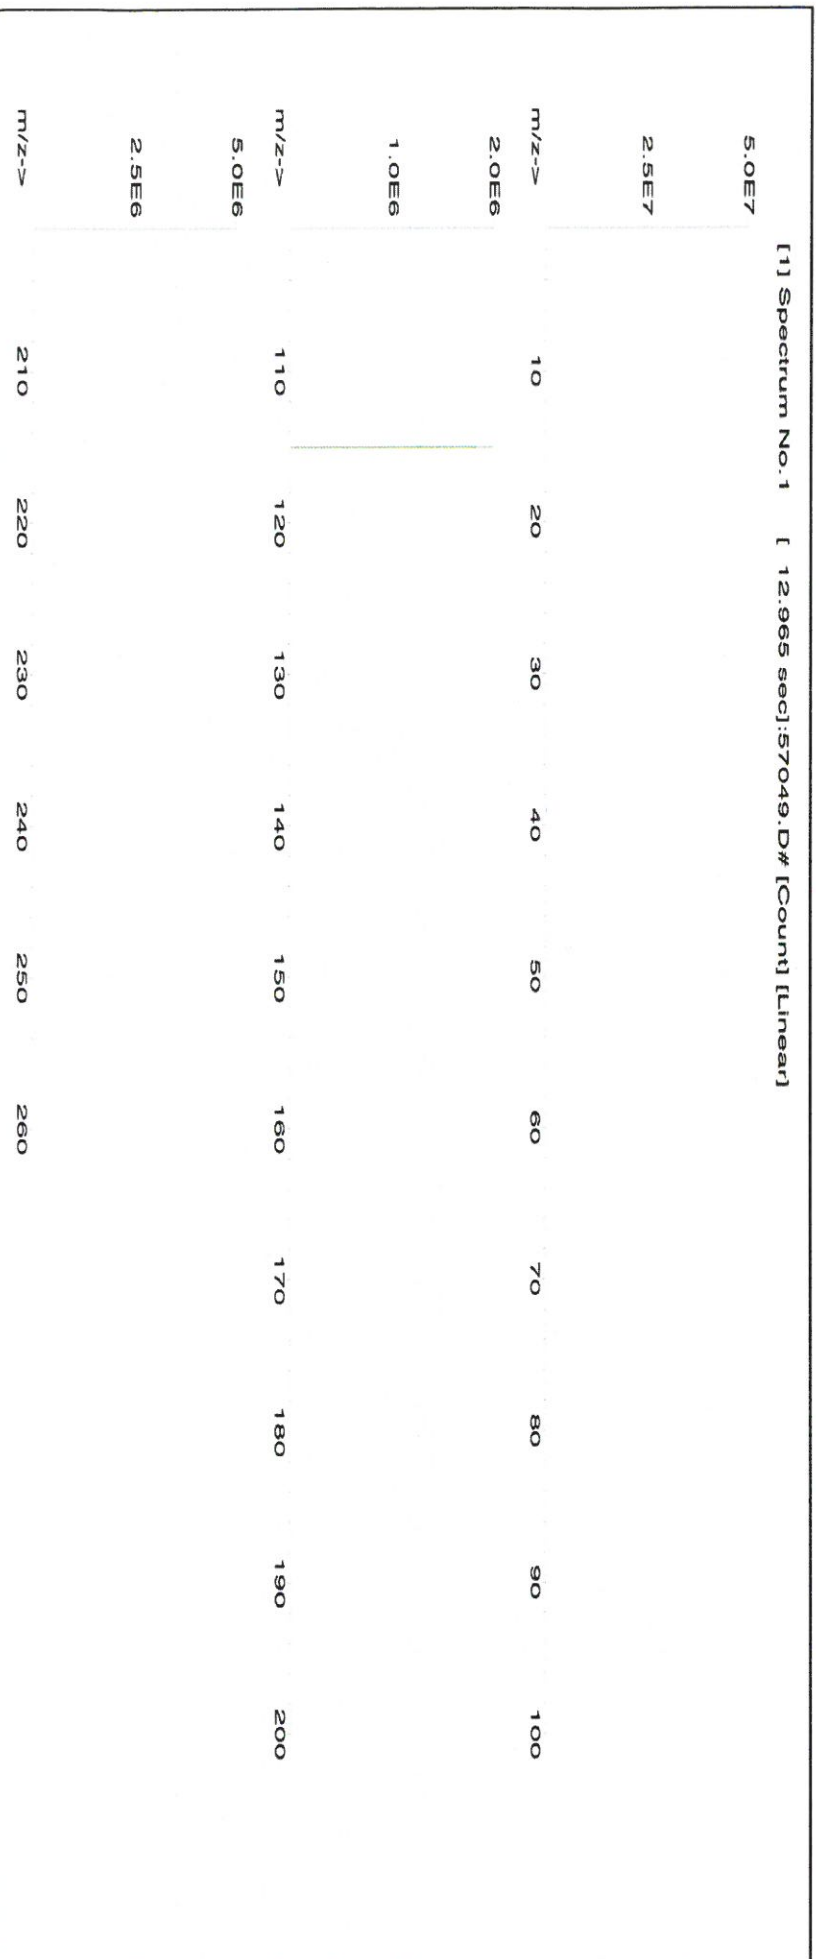 [1] Spectrum No.1 [ 12.965 sec]:57049.D# [Count] [Linear]
5.0E7
2.5E7
m/z-> 10 20 30 40 50 60 70 80 90 100
2.0E6
1.0E6
m/z-> 110 120 130 140 150 160 170 180 190 200
5.0E6
2.5E6
m/z-> 210 220 230 240 250 260